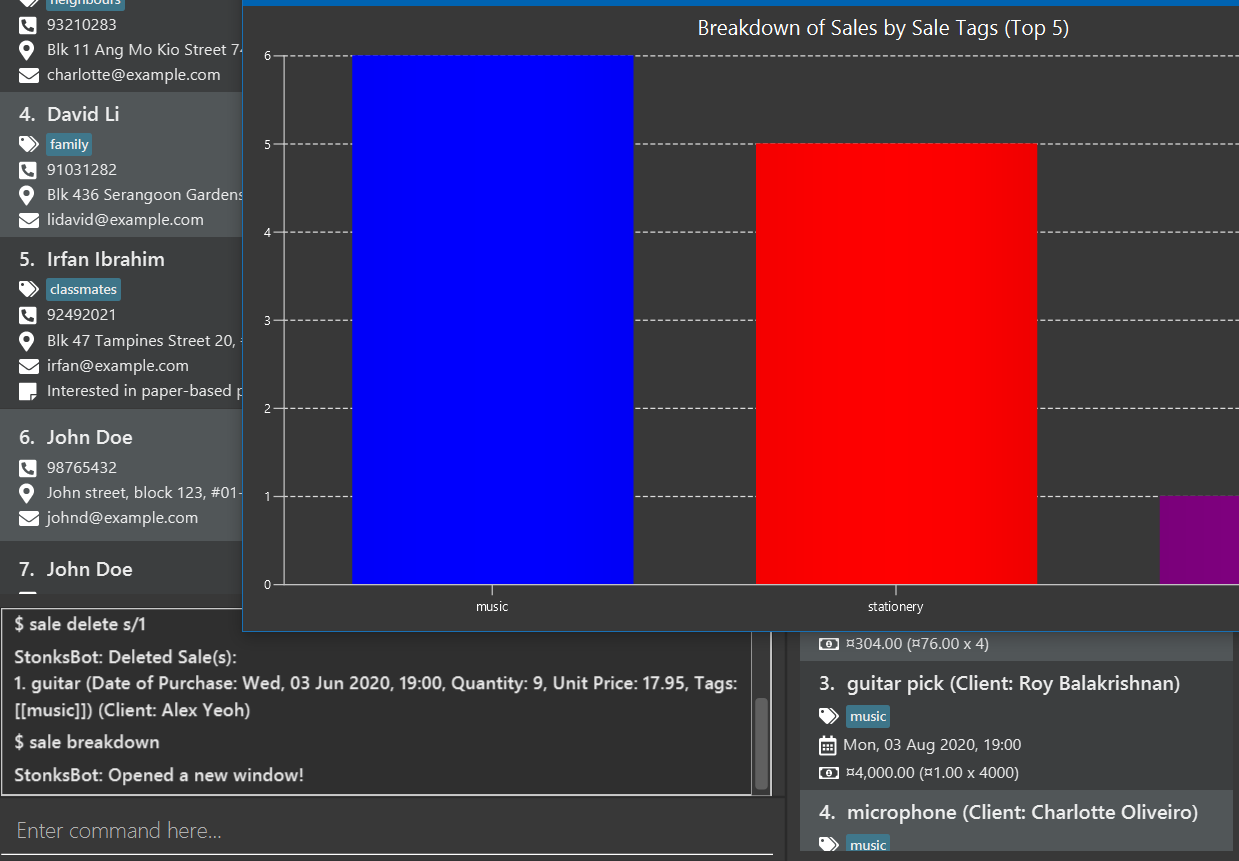 neighbours
93210283
Blk 11 Ang Mo Kio Street
charlotte@example.com
4. David Li
family
91031282
Blk 436 Serangoon Gardens
lidavid@example.com
5. Irfan Ibrahim
classmates
92492021
Blk 47 Tampines Street 20,
irfan@example.com
Interested in paper-based
6. John Doe
98765432
John street, block 123, #01-
johnd@example.com
7. John Doe
Breakdown of Sales by Sale Tags (Top 5)
6
5
4
3
2
1
0
music
stationery
$ sale delete s/1
StonksBot: Deleted Sale(s):
1. guitar (Date of Purchase: Wed, 03 Jun 2020, 19:00, Quantity: 9, Unit Price: 17.95, Tags:
[[music]]) (Client: Alex Yeoh)
$ sale breakdown
StonksBot: Opened a new window!
Enter command here...
¤304.00 (¤76.00 x 4)
3. guitar pick (Client: Roy Balakrishnan)
music
Mon, 03 Aug 2020, 19:00
¤4,000.00 (¤1.00 x 4000)
4. microphone (Client: Charlotte Oliveiro)
music